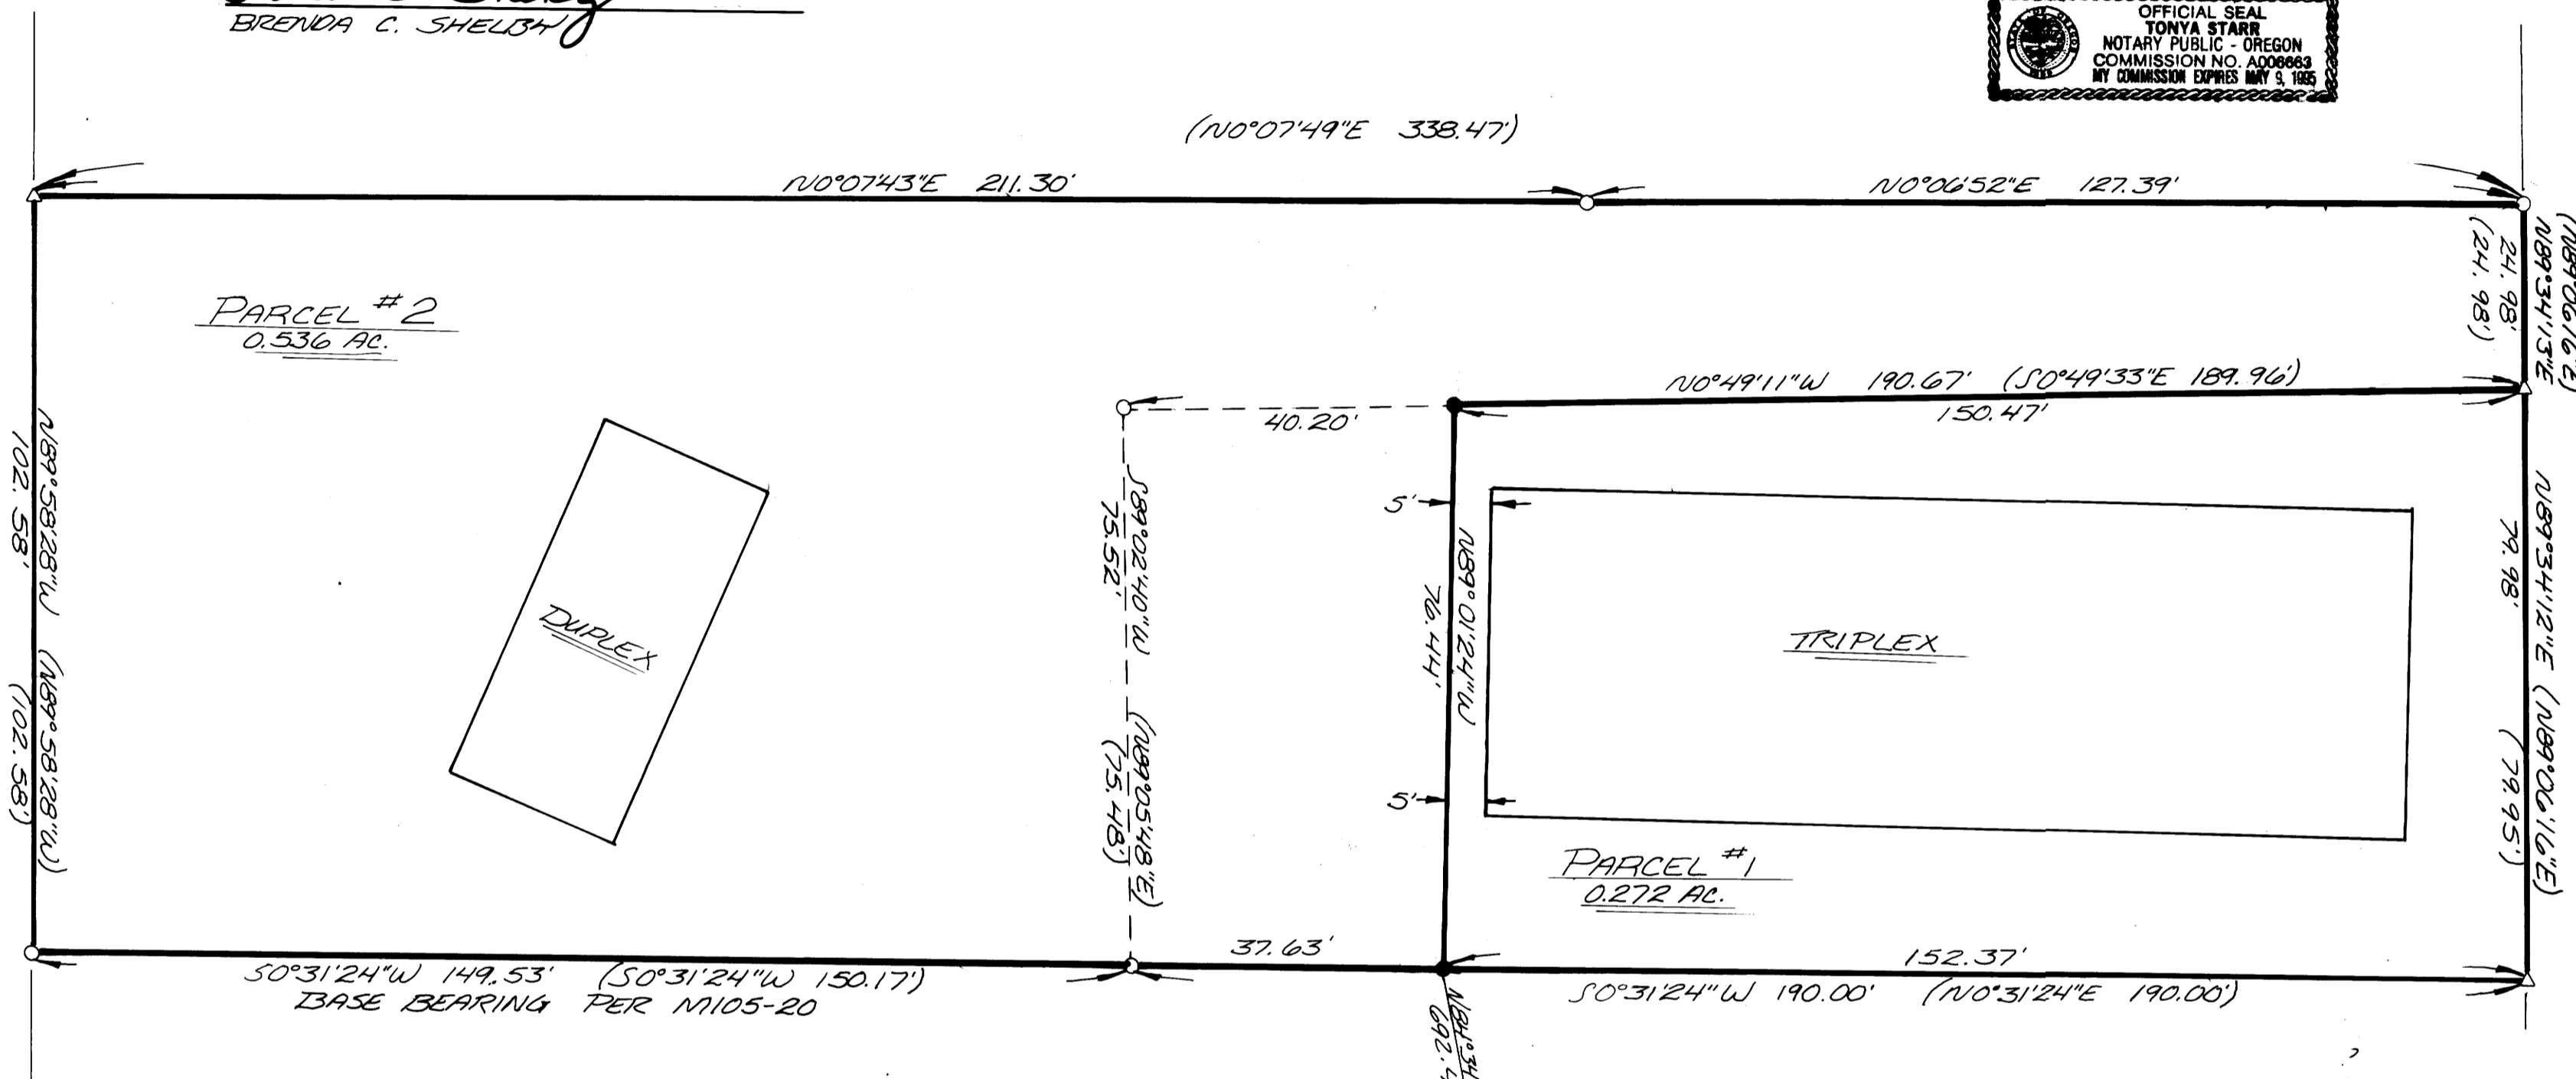 BRENDA C. SHELBY
OFFICIAL SEAL
TONYA STARR
NOTARY PUBLIC - OREGON
COMMISSION NO. A006663
MY COMMISSION EXPIRES MAY 9, 1995
(N0°07'49"E 338.47')
N0°07'43"E 211.30'
N0°06'52"E 127.39'
(N89°06'16"E)
N89°34'13"E
24.98'
(24.98')
PARCEL #2
0.536 AC.
N0°49'11"W 190.67' (S0°49'33"E 189.96')
150.47'
40.20'
N89°58'28"W (N89°58'28"W)
102.58' (102.58')
DUPLEX
S89°02'40"W (N89°05'48"E)
75.52' (75.48')
5'
N89°01'24"W
76.44'
5'
TRIPLEX
N89°34'12"E (N89°06'16"E)
79.98' (79.95')
PARCEL #1
0.272 AC.
37.63'
152.37'
S0°31'24"W 149.53' (S0°31'24"W 150.17')
BASE BEARING PER M105-20
S0°31'24"W 190.00' (N0°31'24"E 190.00')
N84°34
692.